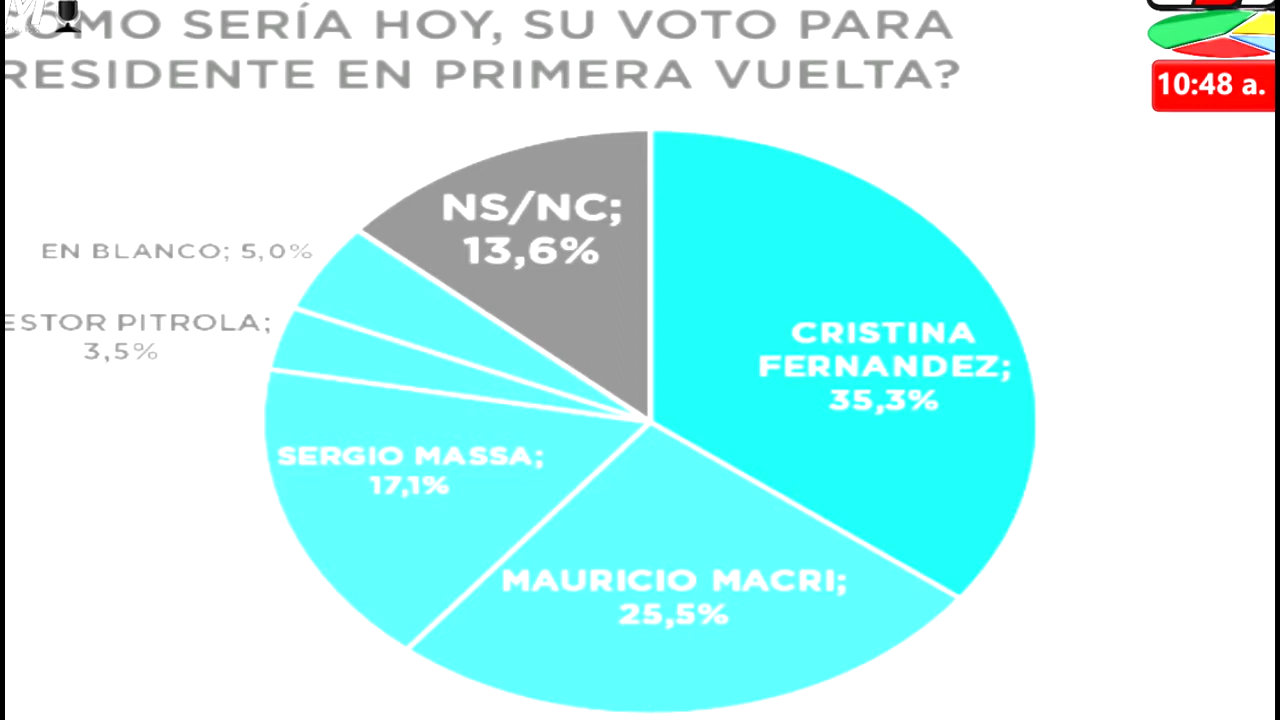 CÓMO SERÍA HOY, SU VOTO PARA
RESIDENTE EN PRIMERA VUELTA?
10:48 a.
NS/NC;
13,6%
EN BLANCO; 5,0%
ESTOR PITROLA;
3,5%
CRISTINA
FERNANDEZ;
35,3%
SERGIO MASSA;
17,1%
MAURICIO MACRI;
25,5%